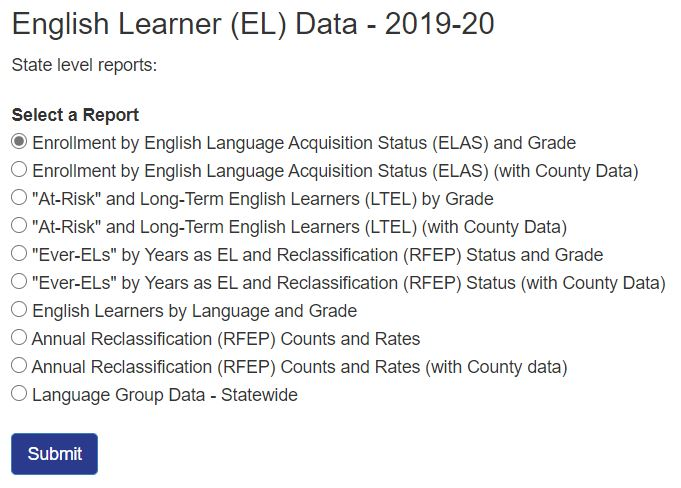 English Learner (EL) Data - 2019-20
State level reports:
Select a Report
Enrollment by English Language Acquisition Status (ELAS) and Grade
Enrollment by English Language Acquisition Status (ELAS) (with County Data)
"At-Risk" and Long-Term English Learners (LTEL) by Grade
"At-Risk" and Long-Term English Learners (LTEL) (with County Data)
"Ever-ELs" by Years as EL and Reclassification (RFEP) Status and Grade
"Ever-ELs" by Years as EL and Reclassification (RFEP) Status (with County Data)
English Learners by Language and Grade
Annual Reclassification (RFEP) Counts and Rates
Annual Reclassification (RFEP) Counts and Rates (with County data)
Language Group Data - Statewide
Submit